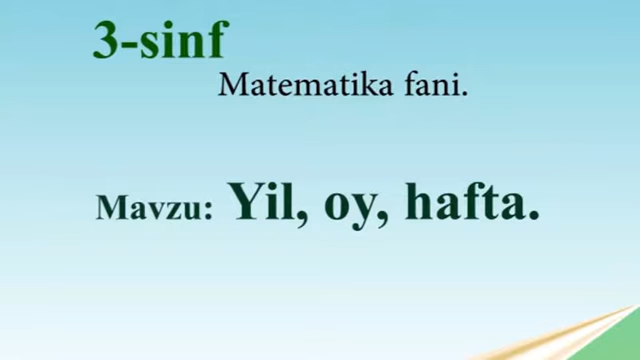 3-sinf
Matematika fani.
Mavzu: Yil, oy, hafta.